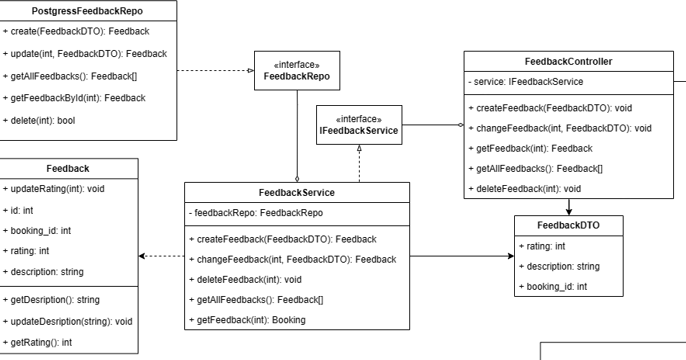 PostgressFeedbackRepo
+ create(FeedbackDTO): Feedback
+ update(int, FeedbackDTO): Feedback
+ getAllFeedbacks(): Feedback[]
+ getFeedbackById(int): Feedback
+ delete(int): bool
«interface»
FeedbackRepo
«interface»
IFeedbackService
FeedbackController
- service: IFeedbackService
+ createFeedback(FeedbackDTO): void
+ changeFeedback(int, FeedbackDTO): void
+ getFeedback(int): Feedback
+ getAllFeedbacks(): Feedback[]
+ deleteFeedback(int): void
Feedback
+ updateRating(int): void
+ id: int
+ booking_id: int
+ rating: int
+ description: string
+ getDesription(): string
+ updateDesription(string): void
+ getRating(): int
FeedbackService
- feedbackRepo: FeedbackRepo
+ createFeedback(FeedbackDTO): Feedback
+ changeFeedback(int, FeedbackDTO): Feedback
+ deleteFeedback(int): void
+ getAllFeedbacks(): Feedback[]
+ getFeedback(int): Booking
FeedbackDTO
+ rating: int
+ description: string
+ booking_id: int